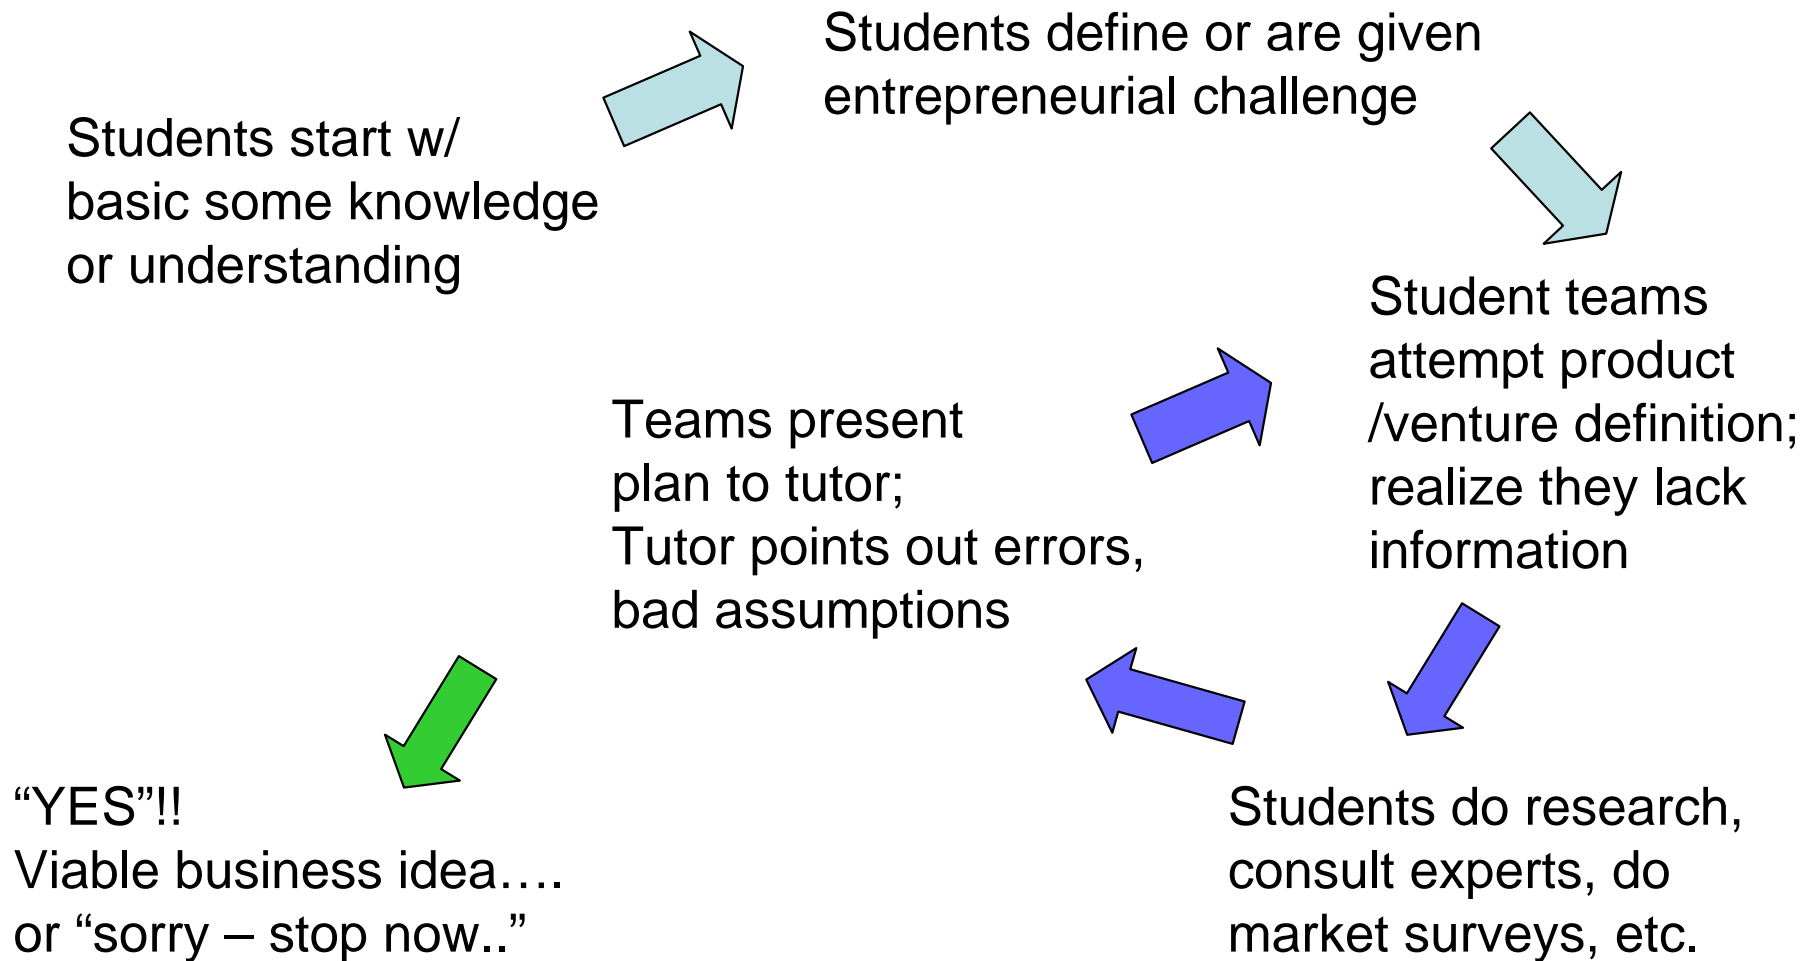 Students start w/
basic some knowledge
or understanding
Students define or are given
entrepreneurial challenge
Student teams
attempt product
/venture definition;
realize they lack
information
Students do research,
consult experts, do
market surveys, etc.
Teams present
plan to tutor;
Tutor points out errors,
bad assumptions
“YES”!!
Viable business idea….
or “sorry – stop now..”